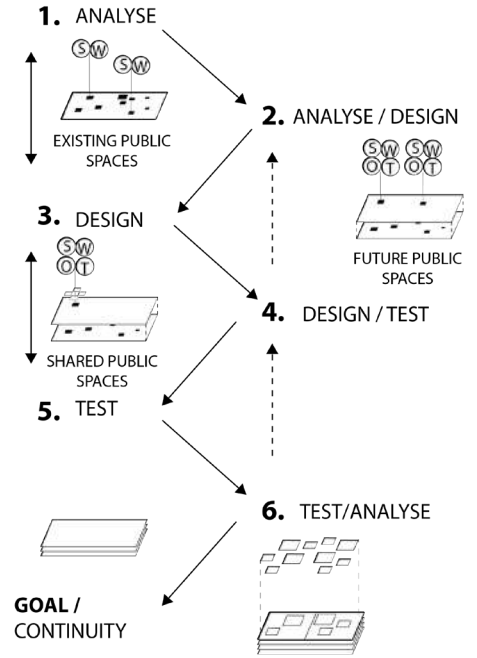 1. ANALYSE
S W
S W
EXISTING PUBLIC
SPACES
2. ANALYSE / DESIGN
S W S W
O T O T
FUTURE PUBLIC
SPACES
3. DESIGN
S W
O T
SHARED PUBLIC
SPACES
4. DESIGN / TEST
5. TEST
6. TEST/ANALYSE
GOAL /
CONTINUITY